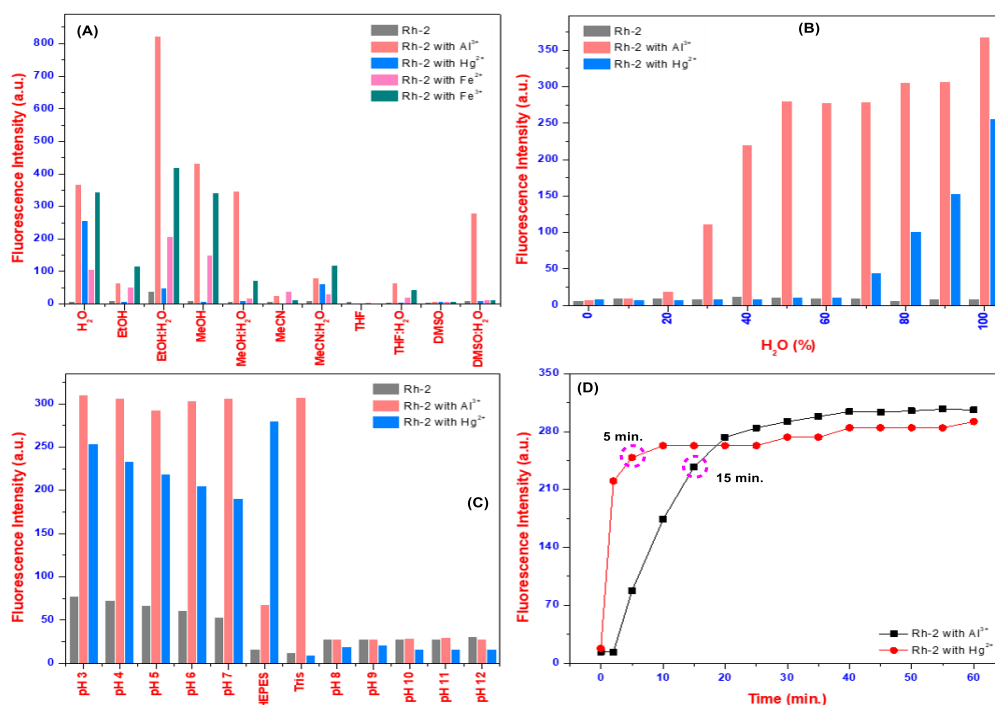 (A)
Rh-2
Rh-2 with Al³⁺
Rh-2 with Hg²⁺
Rh-2 with Fe²⁺
Rh-2 with Fe³⁺
Fluorescence Intensity (a.u.)
800
700
600
500
400
300
200
100
0
H₂O
EtOH
EtOH:H₂O
MeOH
MeOH:H₂O
MeCN
MeCN:H₂O
THF
THF:H₂O
DMSO
DMSO:H₂O
(B)
Rh-2
Rh-2 with Al³⁺
Rh-2 with Hg²⁺
Fluorescence Intensity (a.u.)
350
300
250
200
150
100
50
0
0 20 40 60 80 100
H₂O (%)
(C)
Rh-2
Rh-2 with Al³⁺
Rh-2 with Hg²⁺
Fluorescence Intensity (a.u.)
300
250
200
150
100
50
0
pH 3
pH 4
pH 5
pH 6
pH 7
HEPES
Tris
pH 8
pH 9
pH 10
pH 11
pH 12
(D)
Fluorescence Intensity (a.u.)
350
280
210
140
70
0
5 min.
15 min.
Rh-2 with Al³⁺
Rh-2 with Hg²⁺
0 10 20 30 40 50 60
Time (min.)